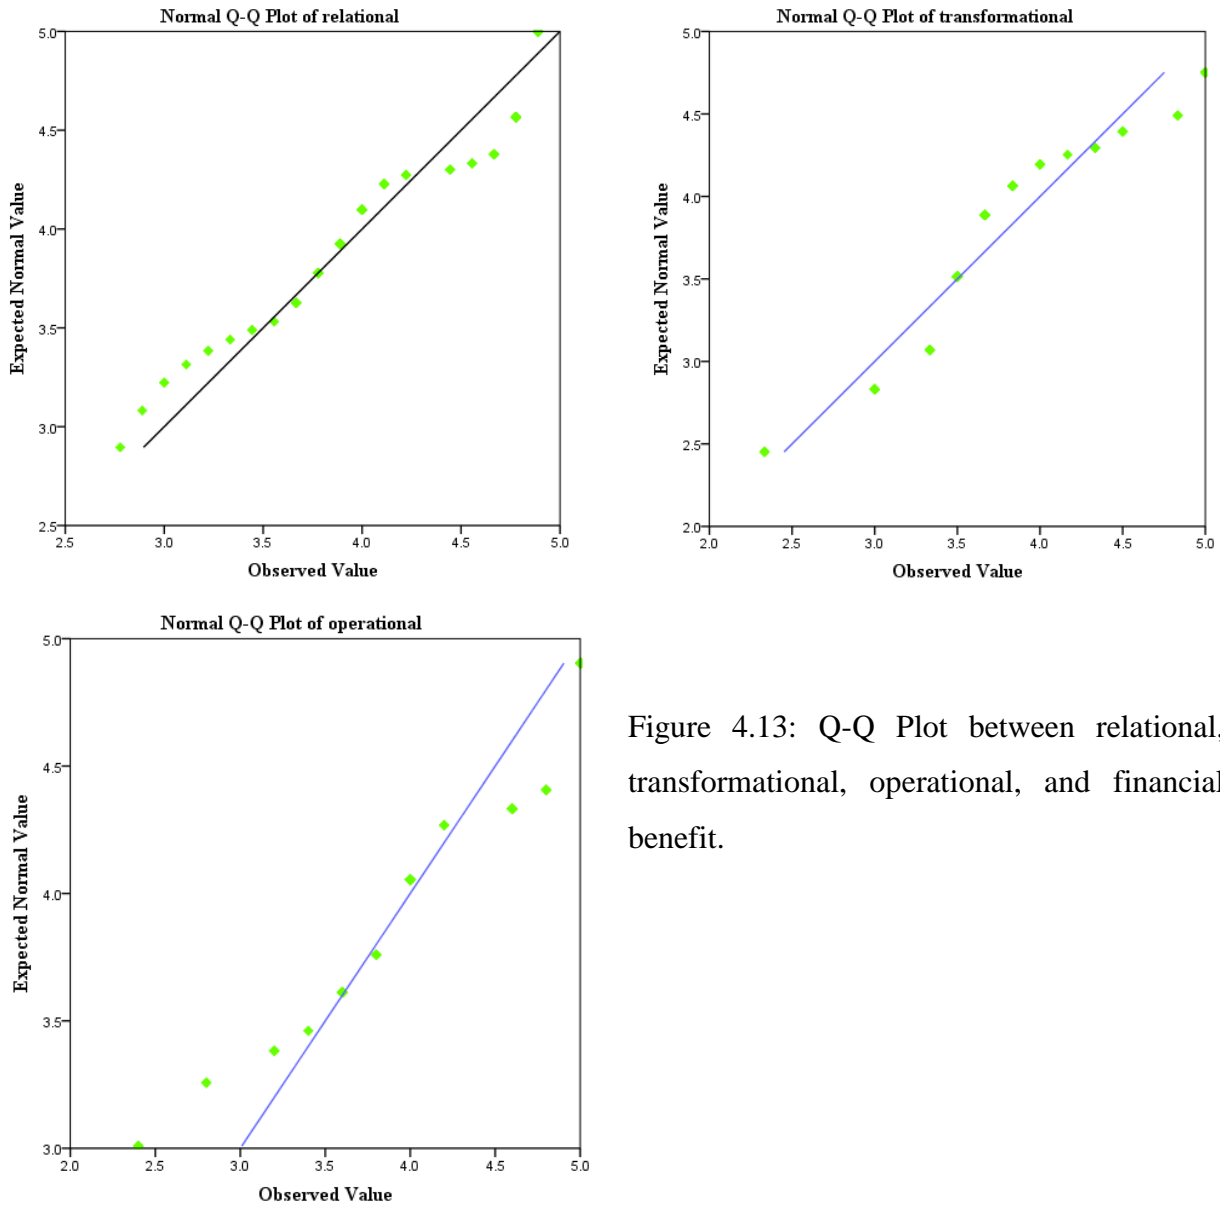 Normal Q-Q Plot of relational
5.0
4.5
4.0
3.5
3.0
2.5
Expected Normal Value
2.5 3.0 3.5 4.0 4.5 5.0
Observed Value
Normal Q-Q Plot of transformational
5.0
4.5
4.0
3.5
3.0
2.5
2.0
Expected Normal Value
2.0 2.5 3.0 3.5 4.0 4.5 5.0
Observed Value
Normal Q-Q Plot of operational
5.0
4.5
4.0
3.5
3.0
Expected Normal Value
2.0 2.5 3.0 3.5 4.0 4.5 5.0
Observed Value
Figure 4.13: Q-Q Plot between relational,
transformational, operational, and financial
benefit.